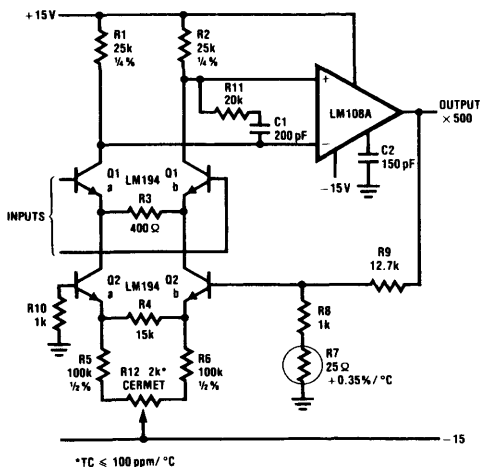 +15V
R1
25k
¼%
R2
25k
¼%
R11
20k
C1
200 pF
+
−
LM108A
OUTPUT
×500
C2
150 pF
−15V
Q1
a
LM194
Q1
b
R3
400Ω
INPUTS
Q2
a
LM194
Q2
b
R9
12.7k
R10
1k
R4
15k
R8
1k
R5
100k
½%
R12 2k*
CERMET
R6
100k
½%
R7
25Ω
+0.35%/°C
−15
*TC ⩽ 100 ppm/°C